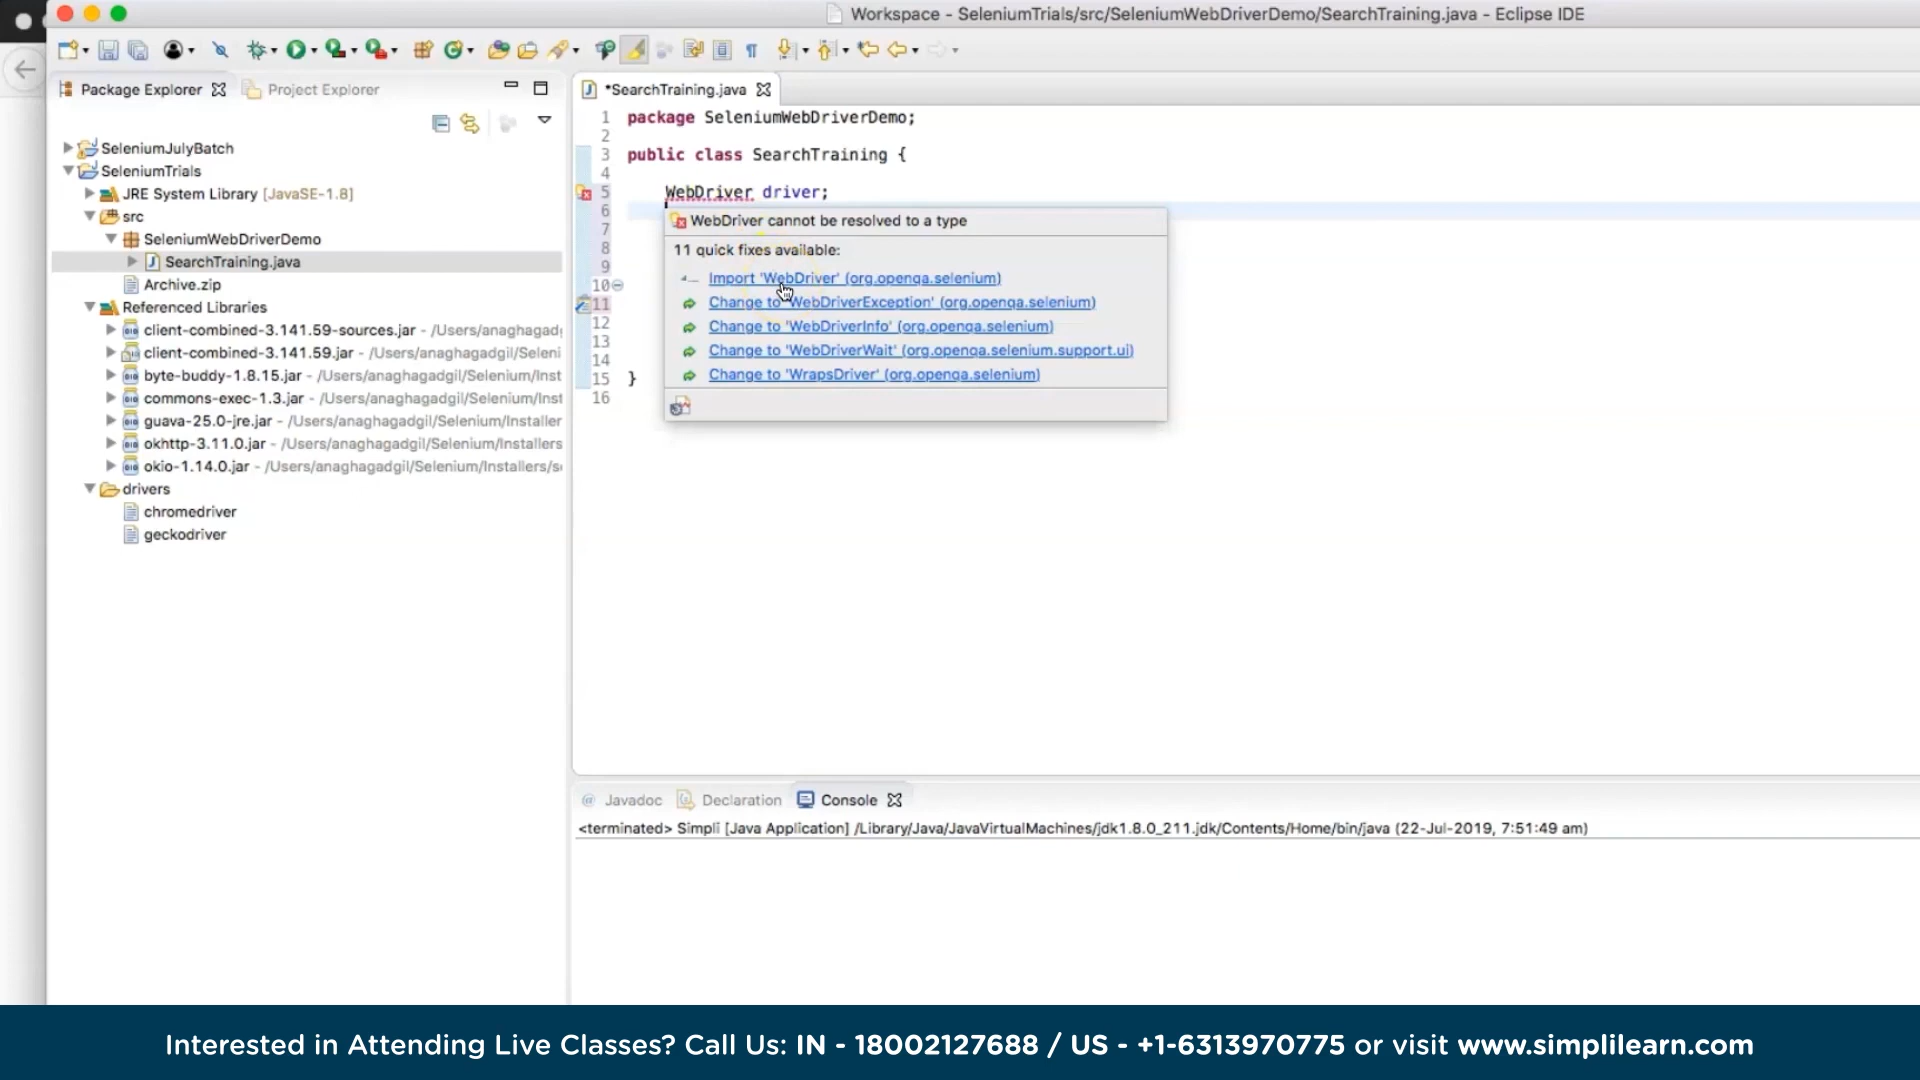 Workspace - SeleniumTrials/src/SeleniumWebDriverDemo/SearchTraining.java - Eclipse IDE
Package Explorer
Project Explorer
SeleniumJulyBatch
SeleniumTrials
JRE System Library [JavaSE-1.8]
src
SeleniumWebDriverDemo
SearchTraining.java
Archive.zip
Referenced Libraries
client-combined-3.141.59-sources.jar - /Users/anaghagadg
client-combined-3.141.59.jar - /Users/anaghagadgil/Seleni
byte-buddy-1.8.15.jar - /Users/anaghagadgil/Selenium/Inst
commons-exec-1.3.jar - /Users/anaghagadgil/Selenium/Inst
guava-25.0-jre.jar - /Users/anaghagadgil/Selenium/Installer
okhttp-3.11.0.jar - /Users/anaghagadgil/Selenium/Installers
okio-1.14.0.jar - /Users/anaghagadgil/Selenium/Installers/s
drivers
chromedriver
geckodriver
*SearchTraining.java
1 package SeleniumWebDriverDemo;
2
3 public class SearchTraining {
4
5 WebDriver driver;
6
7
8
9
10
11
12
13
14
15 }
16
WebDriver cannot be resolved to a type
11 quick fixes available:
Import 'WebDriver' (org.openqa.selenium)
Change to 'WebDriverException' (org.openqa.selenium)
Change to 'WebDriverInfo' (org.openqa.selenium)
Change to 'WebDriverWait' (org.openqa.selenium.support.ui)
Change to 'WrapsDriver' (org.openqa.selenium)
@ Javadoc
Declaration
Console
<terminated> Simpli [Java Application] /Library/Java/JavaVirtualMachines/jdk1.8.0_211.jdk/Contents/Home/bin/java (22-Jul-2019, 7:51:49 am)
Interested in Attending Live Classes? Call Us: IN - 18002127688 / US - +1-6313970775 or visit www.simplilearn.com